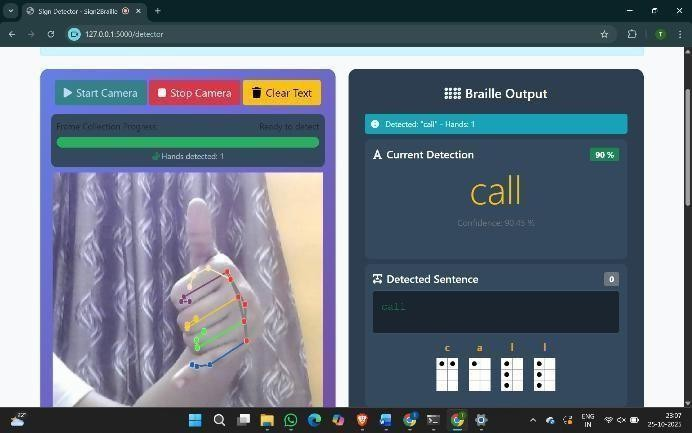 Sign Detector - Sign2Braille
127.0.0.1:5000/detector
T
Start Camera
Stop Camera
Clear Text
Frame Collection Progress:
Ready to detect
Hands detected: 1
Braille Output
Detected: "call" - Hands: 1
Current Detection
90 %
call
Confidence: 90.45 %
Detected Sentence
0
call
c a l l
22°
ENG
IN
23:07
25-10-2025